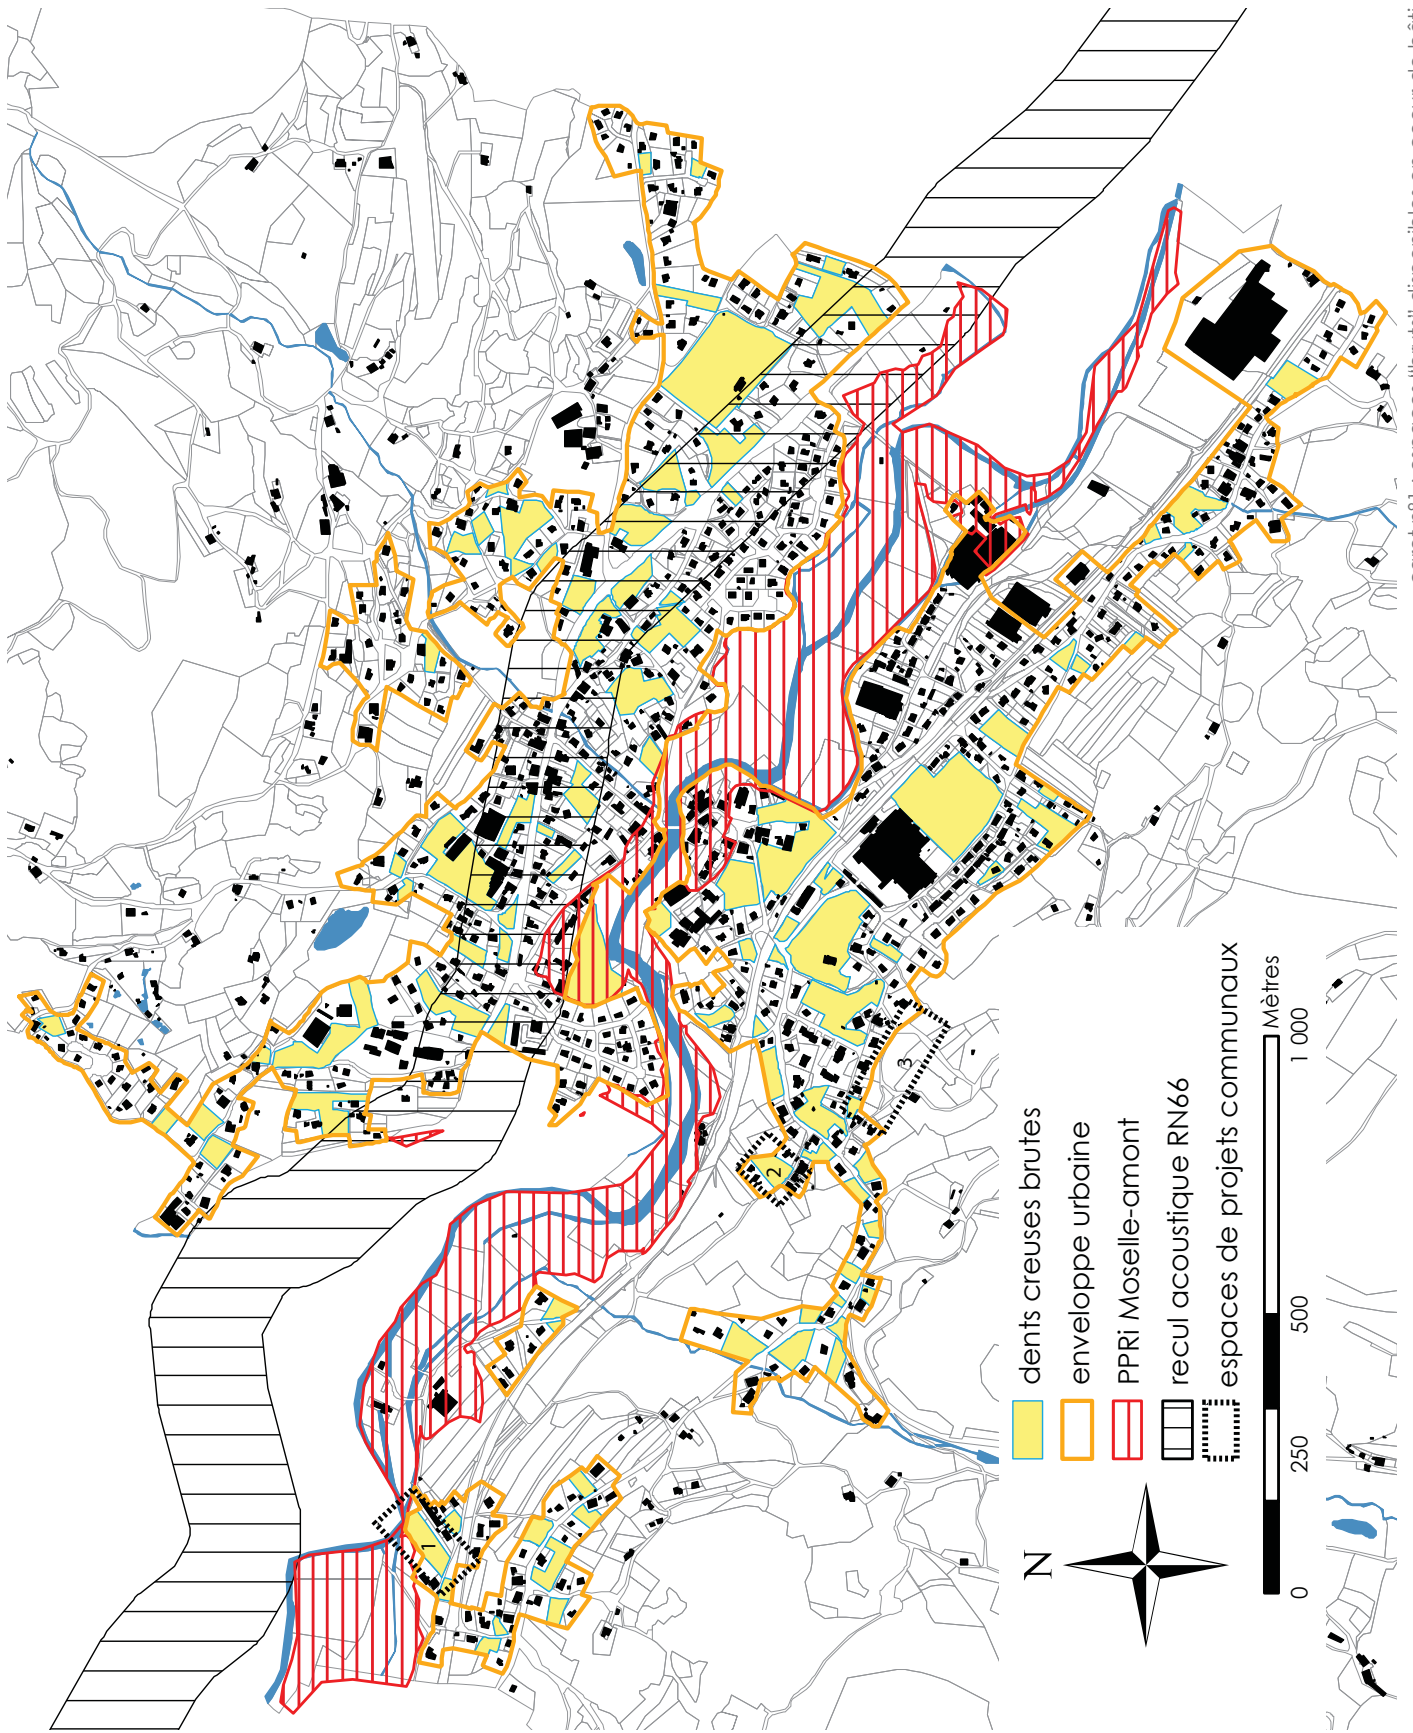 1
2
3
dents creuses brutes
enveloppe urbaine
PPRi Moselle-amont
recul acoustique RN66
espaces de projets communaux
N
0
250
500
1 000
Mètres